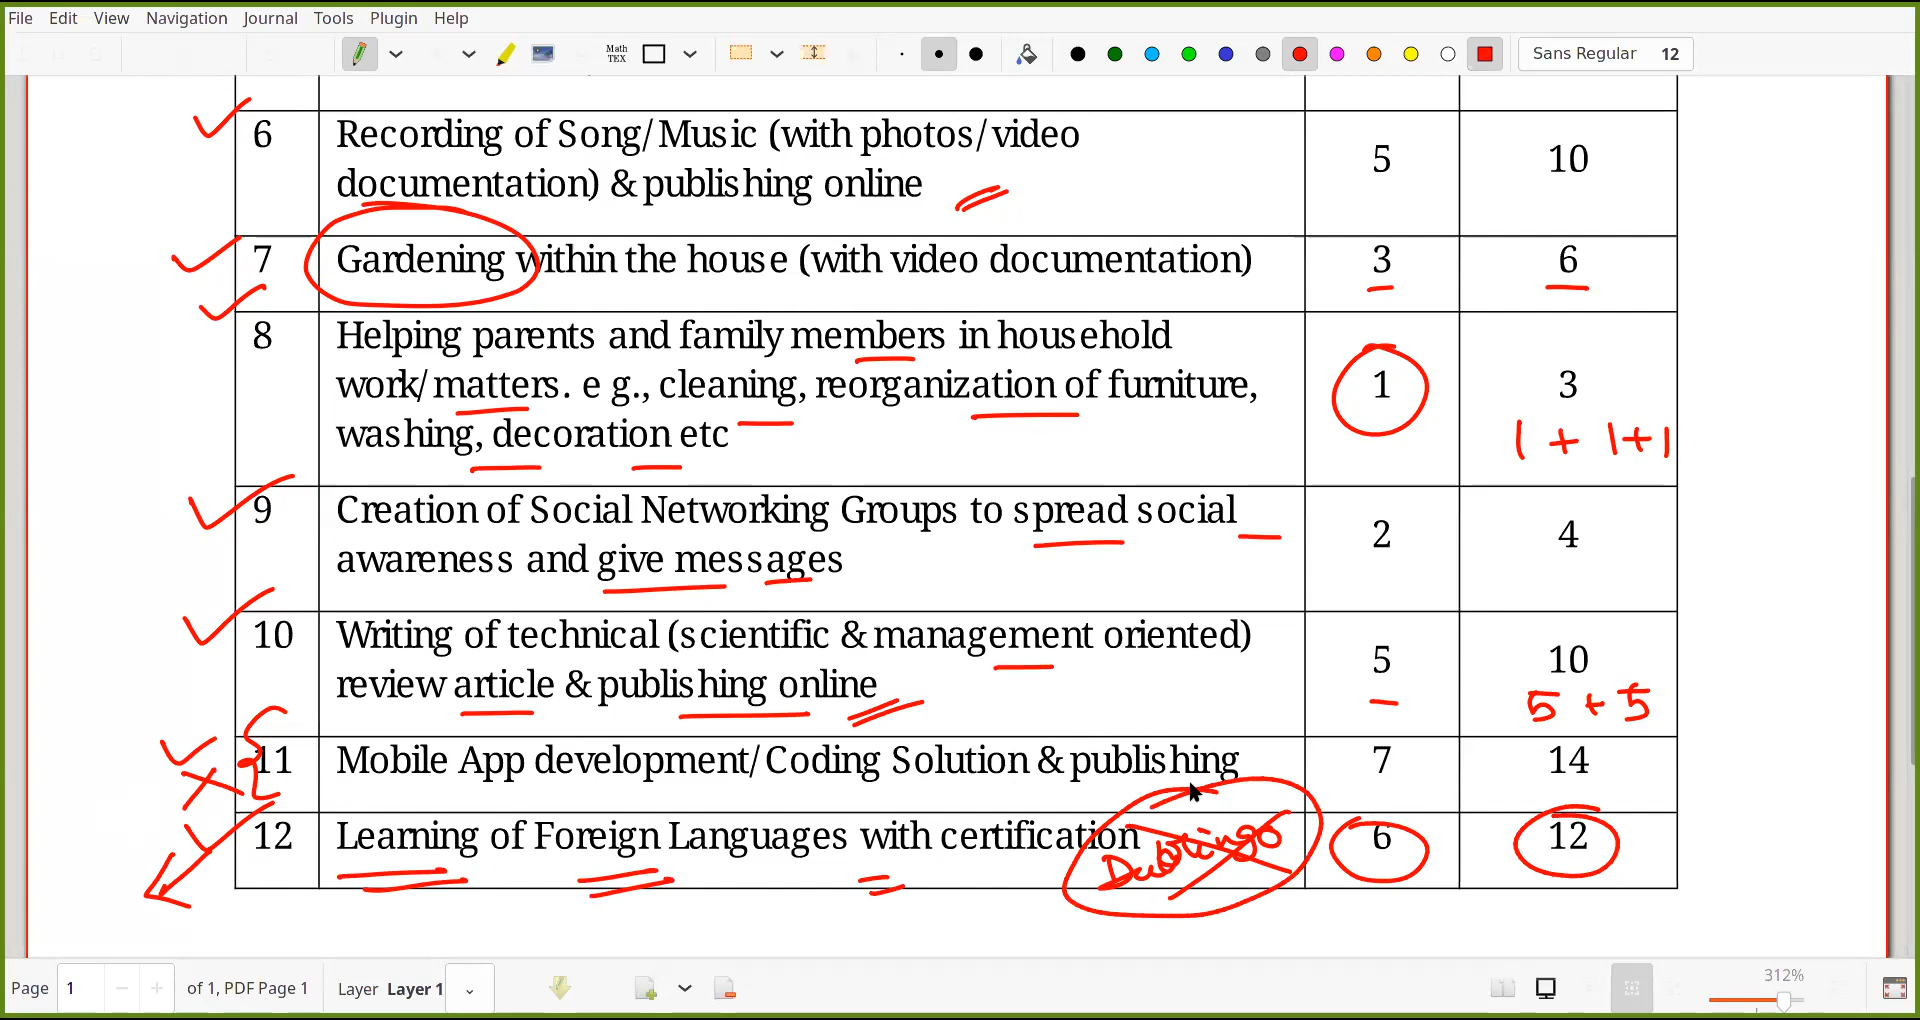 File Edit View Navigation Journal Tools Plugin Help
Math TEX Sans Regular 12
6 Recording of Song/Music (with photos/video
documentation) & publishing online 5 10
7 Gardening within the house (with video documentation) 3 6
8 Helping parents and family members in household
work/matters. e g., cleaning, reorganization of furniture, 1 3
washing, decoration etc 1 + 1+1
9 Creation of Social Networking Groups to spread social
awareness and give messages 2 4
10 Writing of technical (scientific & management oriented)
review article & publishing online 5 10
5 + 5
11 Mobile App development/Coding Solution & publishing 7 14
12 Learning of Foreign Languages with certification 6 12
Page 1 of 1, PDF Page 1 Layer Layer 1 312%